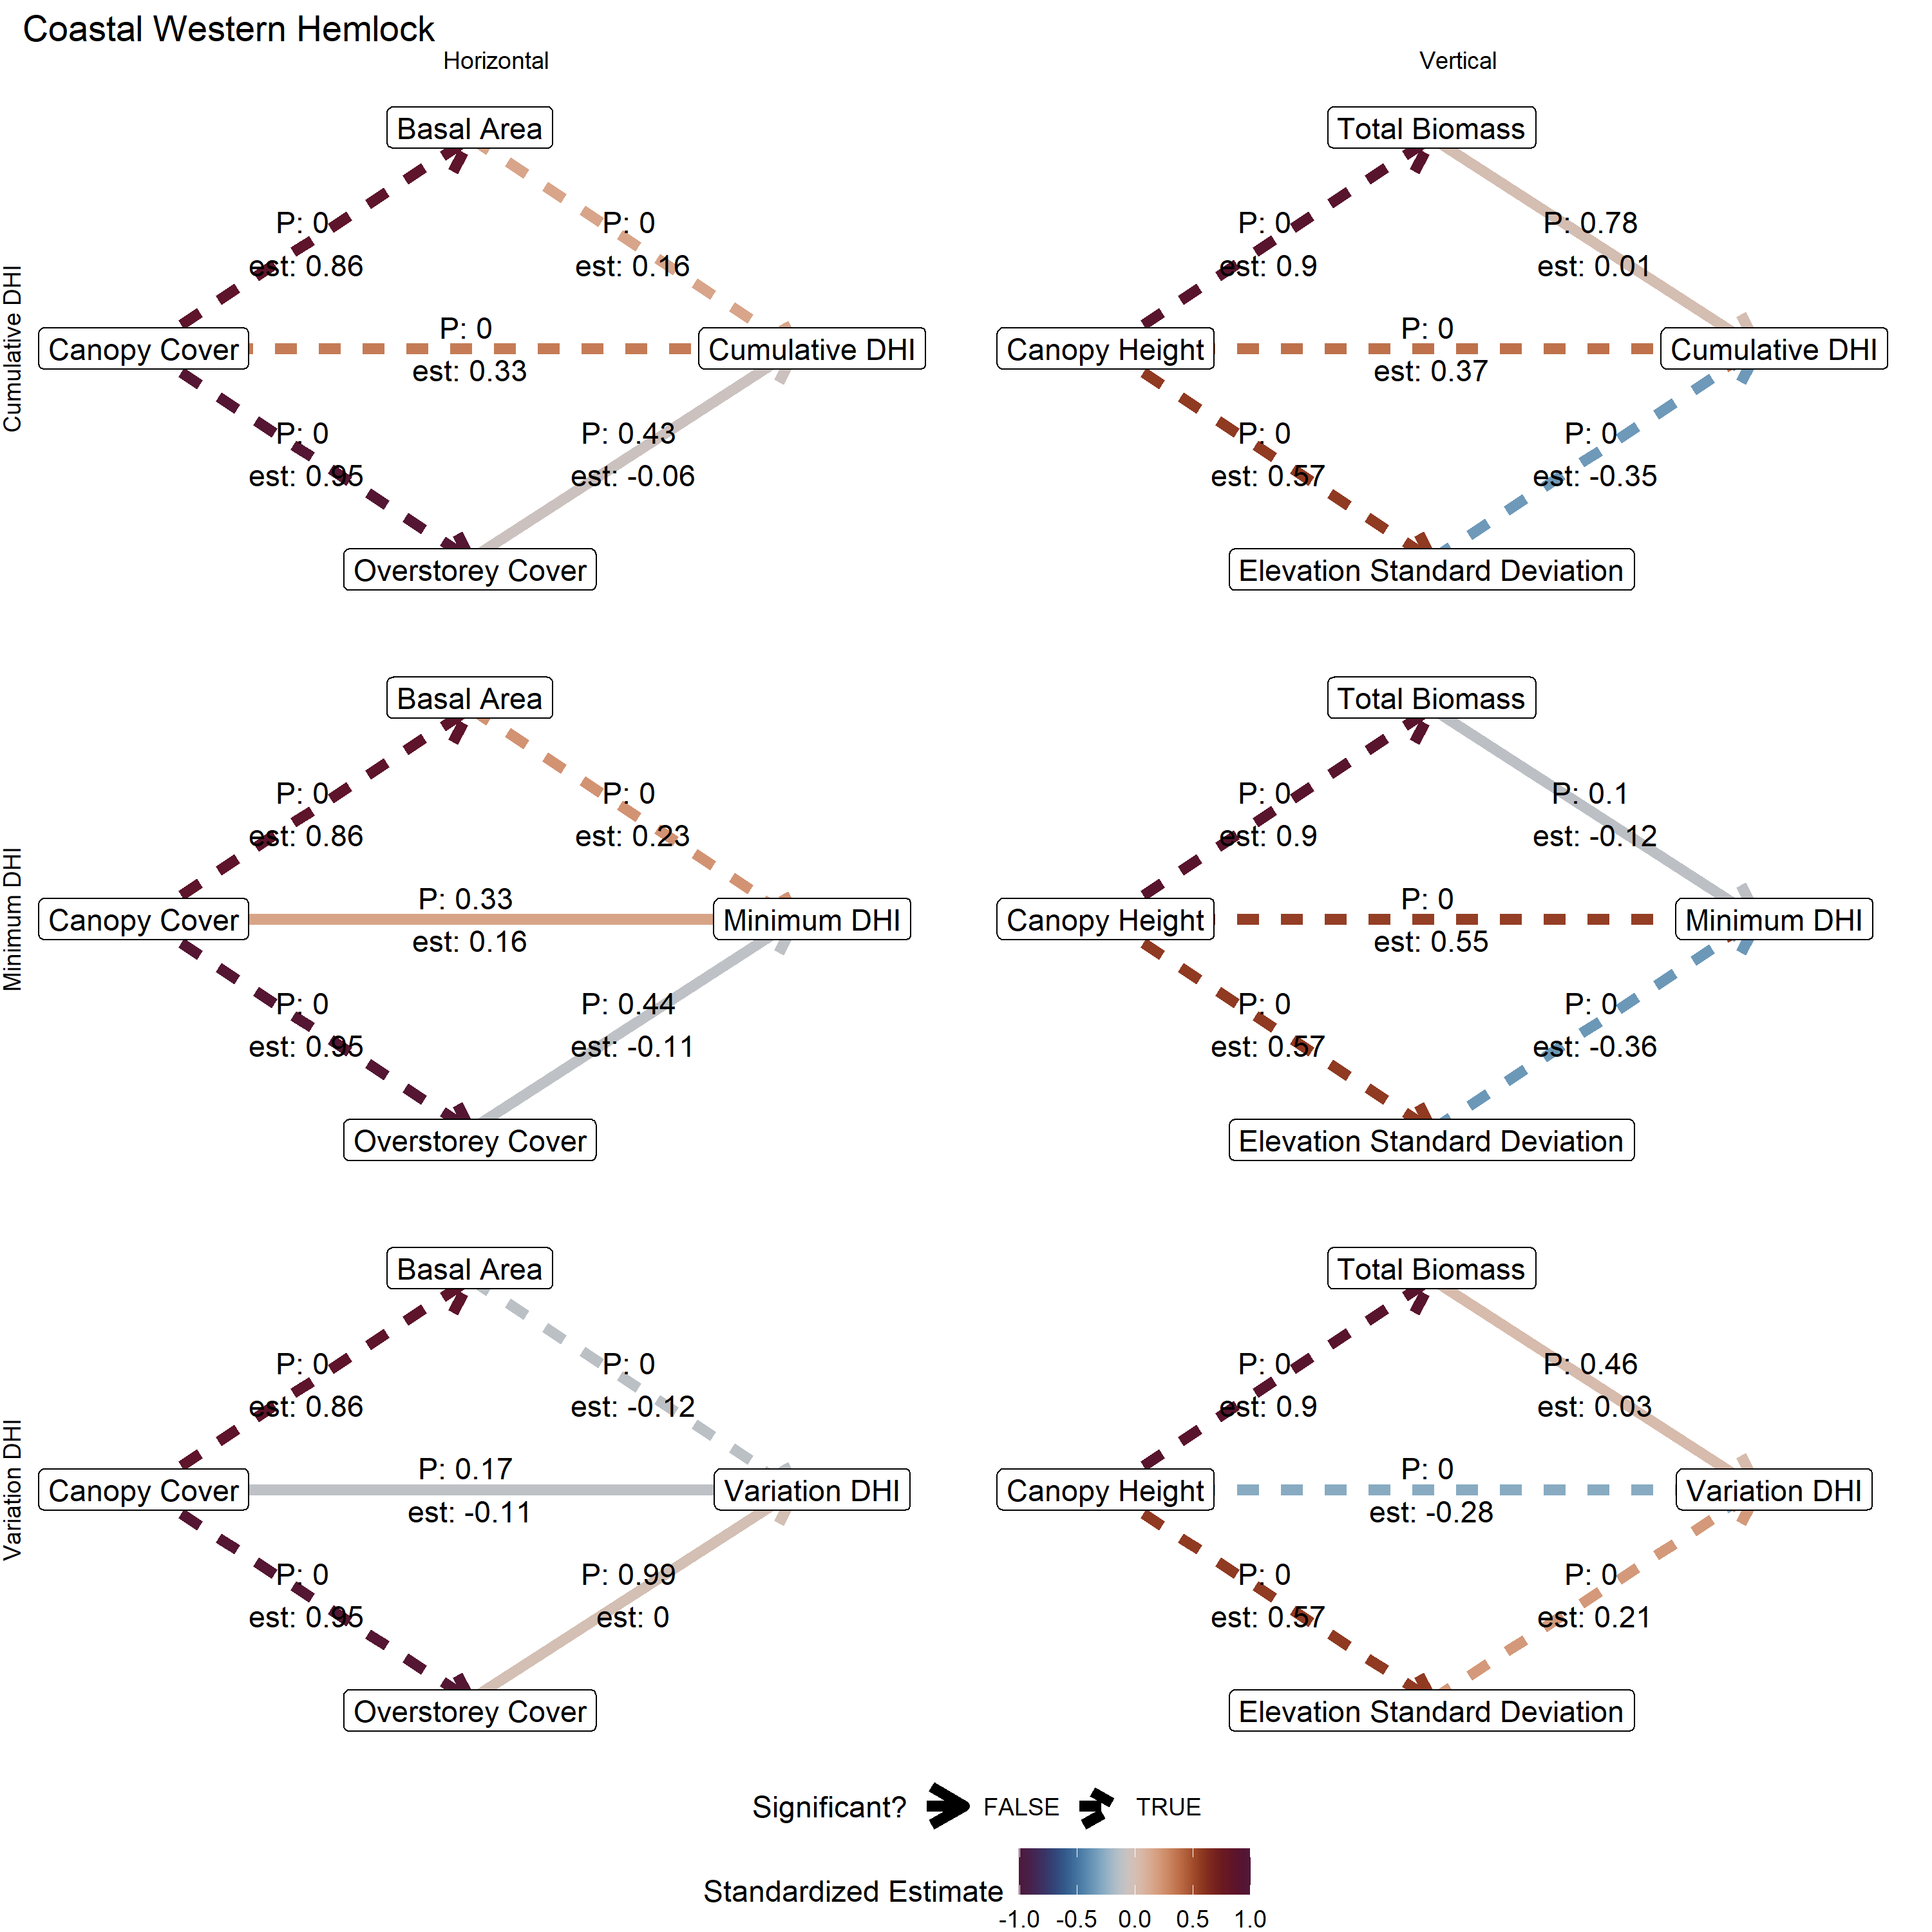 Coastal Western Hemlock
Horizontal
Vertical
Cumulative DHI
Basal Area
P: 0
est: 0.86
P: 0
est: 0.16
Canopy Cover
P: 0
est: 0.33
Cumulative DHI
P: 0
est: 0.95
P: 0.43
est: -0.06
Overstorey Cover
Total Biomass
P: 0
est: 0.9
P: 0.78
est: 0.01
Canopy Height
P: 0
est: 0.37
Cumulative DHI
P: 0
est: 0.57
P: 0
est: -0.35
Elevation Standard Deviation
Minimum DHI
Basal Area
P: 0
est: 0.86
P: 0
est: 0.23
Canopy Cover
P: 0.33
est: 0.16
Minimum DHI
P: 0
est: 0.95
P: 0.44
est: -0.11
Overstorey Cover
Total Biomass
P: 0
est: 0.9
P: 0.1
est: -0.12
Canopy Height
P: 0
est: 0.55
Minimum DHI
P: 0
est: 0.57
P: 0
est: -0.36
Elevation Standard Deviation
Variation DHI
Basal Area
P: 0
est: 0.86
P: 0
est: -0.12
Canopy Cover
P: 0.17
est: -0.11
Variation DHI
P: 0
est: 0.95
P: 0.99
est: 0
Overstorey Cover
Total Biomass
P: 0
est: 0.9
P: 0.46
est: 0.03
Canopy Height
P: 0
est: -0.28
Variation DHI
P: 0
est: 0.57
P: 0
est: 0.21
Elevation Standard Deviation
Significant? FALSE TRUE
Standardized Estimate
-1.0 -0.5 0.0 0.5 1.0